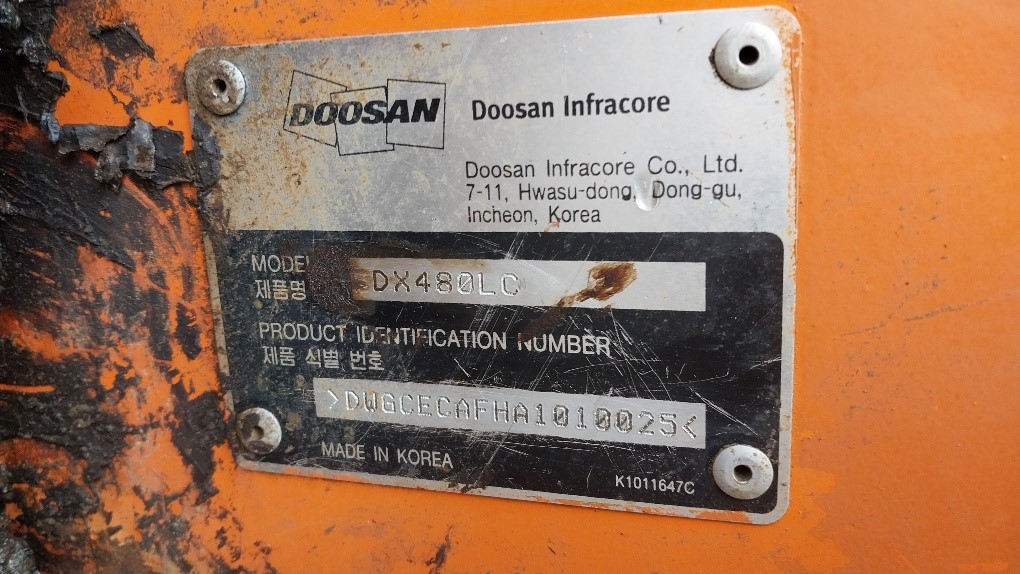 DOOSAN Doosan Infracore
Doosan Infracore Co., Ltd.
7-11, Hwasu-dong, Dong-gu,
Incheon, Korea
MODEL
제품명
DX480LC
PRODUCT IDENTIFICATION NUMBER
제품 식별 번호
>DWGCECAFHA1010025<
MADE IN KOREA
K1011647C